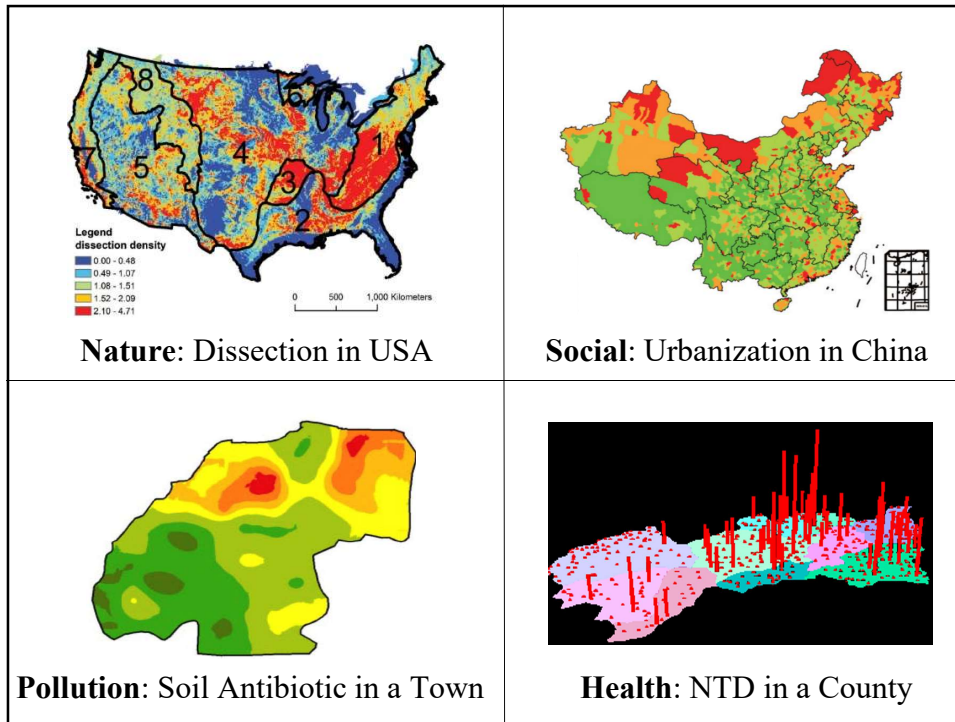 8
6
7
5
4
3
1
2
Legend
dissection density
0.00 - 0.48
0.49 - 1.07
1.08 - 1.51
1.52 - 2.09
2.10 - 4.71
0 500 1,000 Kilometers
Nature: Dissection in USA
Social: Urbanization in China
Pollution: Soil Antibiotic in a Town
Health: NTD in a County